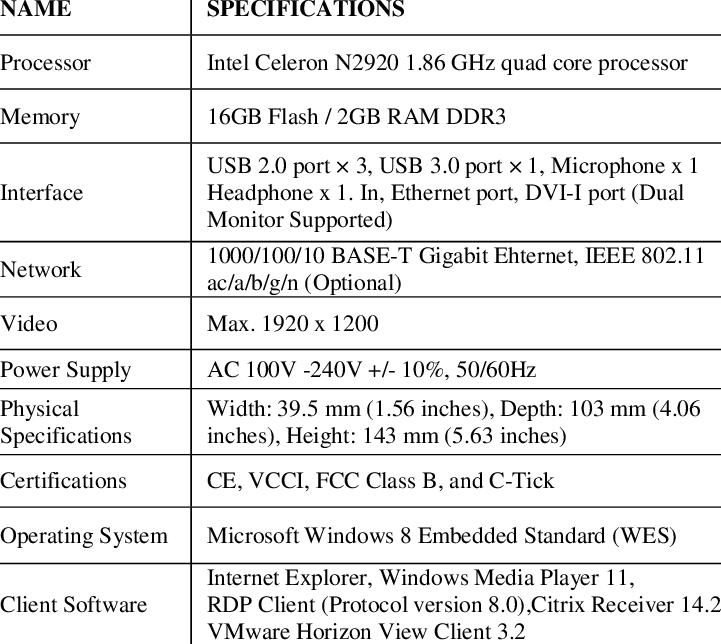 NAME SPECIFICATIONS
Processor Intel Celeron N2920 1.86 GHz quad core processor
Memory 16GB Flash / 2GB RAM DDR3
Interface
USB 2.0 port × 3, USB 3.0 port × 1, Microphone x 1
Headphone x 1. In, Ethernet port, DVI-I port (Dual
Monitor Supported)
Network
1000/100/10 BASE-T Gigabit Ehternet, IEEE 802.11
ac/a/b/g/n (Optional)
Video Max. 1920 x 1200
Power Supply AC 100V -240V +/- 10%, 50/60Hz
Physical
Specifications
Width: 39.5 mm (1.56 inches), Depth: 103 mm (4.06
inches), Height: 143 mm (5.63 inches)
Certifications CE, VCCI, FCC Class B, and C-Tick
Operating System Microsoft Windows 8 Embedded Standard (WES)
Client Software
Internet Explorer, Windows Media Player 11,
RDP Client (Protocol version 8.0),Citrix Receiver 14.2
VMware Horizon View Client 3.2